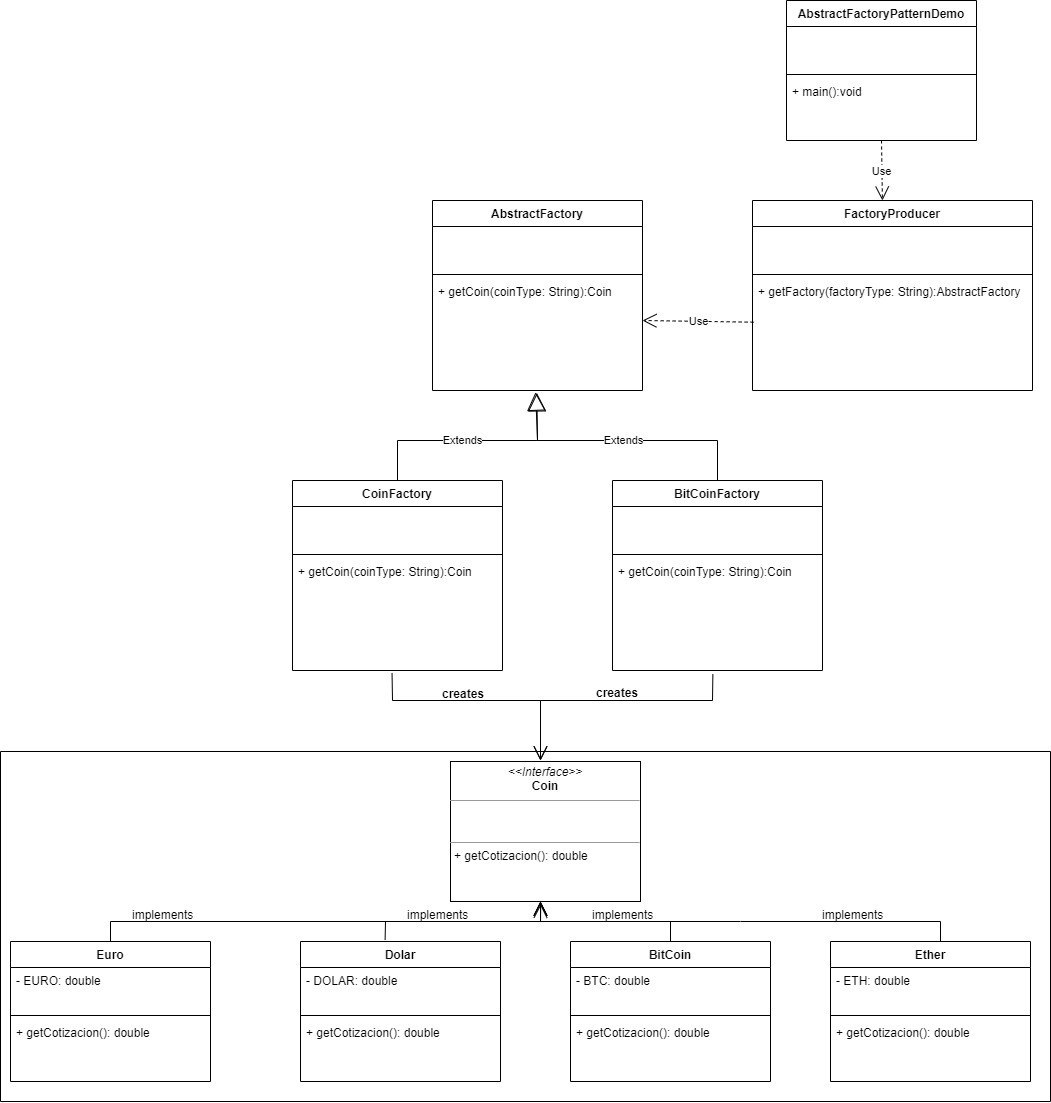 AbstractFactoryPatternDemo
+ main():void
Use
AbstractFactory
+ getCoin(coinType: String):Coin
FactoryProducer
+ getFactory(factoryType: String):AbstractFactory
Use
Extends
Extends
CoinFactory
+ getCoin(coinType: String):Coin
BitCoinFactory
+ getCoin(coinType: String):Coin
creates
creates
<<Interface>>
Coin
+ getCotizacion(): double
implements
implements
implements
implements
Euro
- EURO: double
+ getCotizacion(): double
Dolar
- DOLAR: double
+ getCotizacion(): double
BitCoin
- BTC: double
+ getCotizacion(): double
Ether
- ETH: double
+ getCotizacion(): double